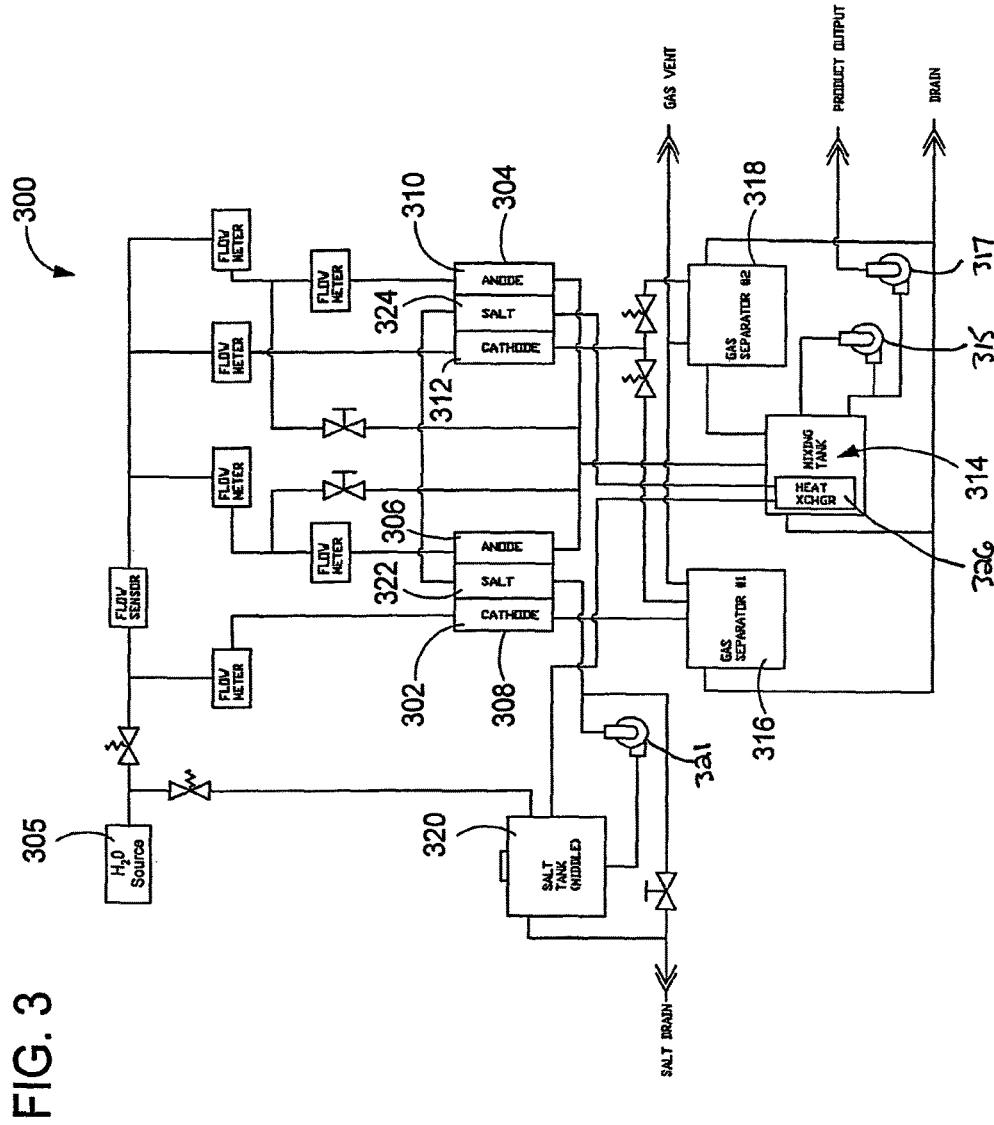 FIG. 3
300
305
H₂O
Source
FLOW
SENSOR
FLOW
METER
FLOW
METER
FLOW
METER
FLOW
METER
FLOW
METER
FLOW
METER
302
308
322
306
312
324
310
304
CATHODE
SALT
ANODE
CATHODE
SALT
ANODE
320
SALT
TANK
(MIDDLE)
321
SALT DRAIN
GAS
SEPARATOR #1
316
GAS
SEPARATOR #2
318
MIXING
TANK
HEAT
XCHGR
314
326
315
317
GAS VENT
PRODUCT OUTPUT
DRAIN